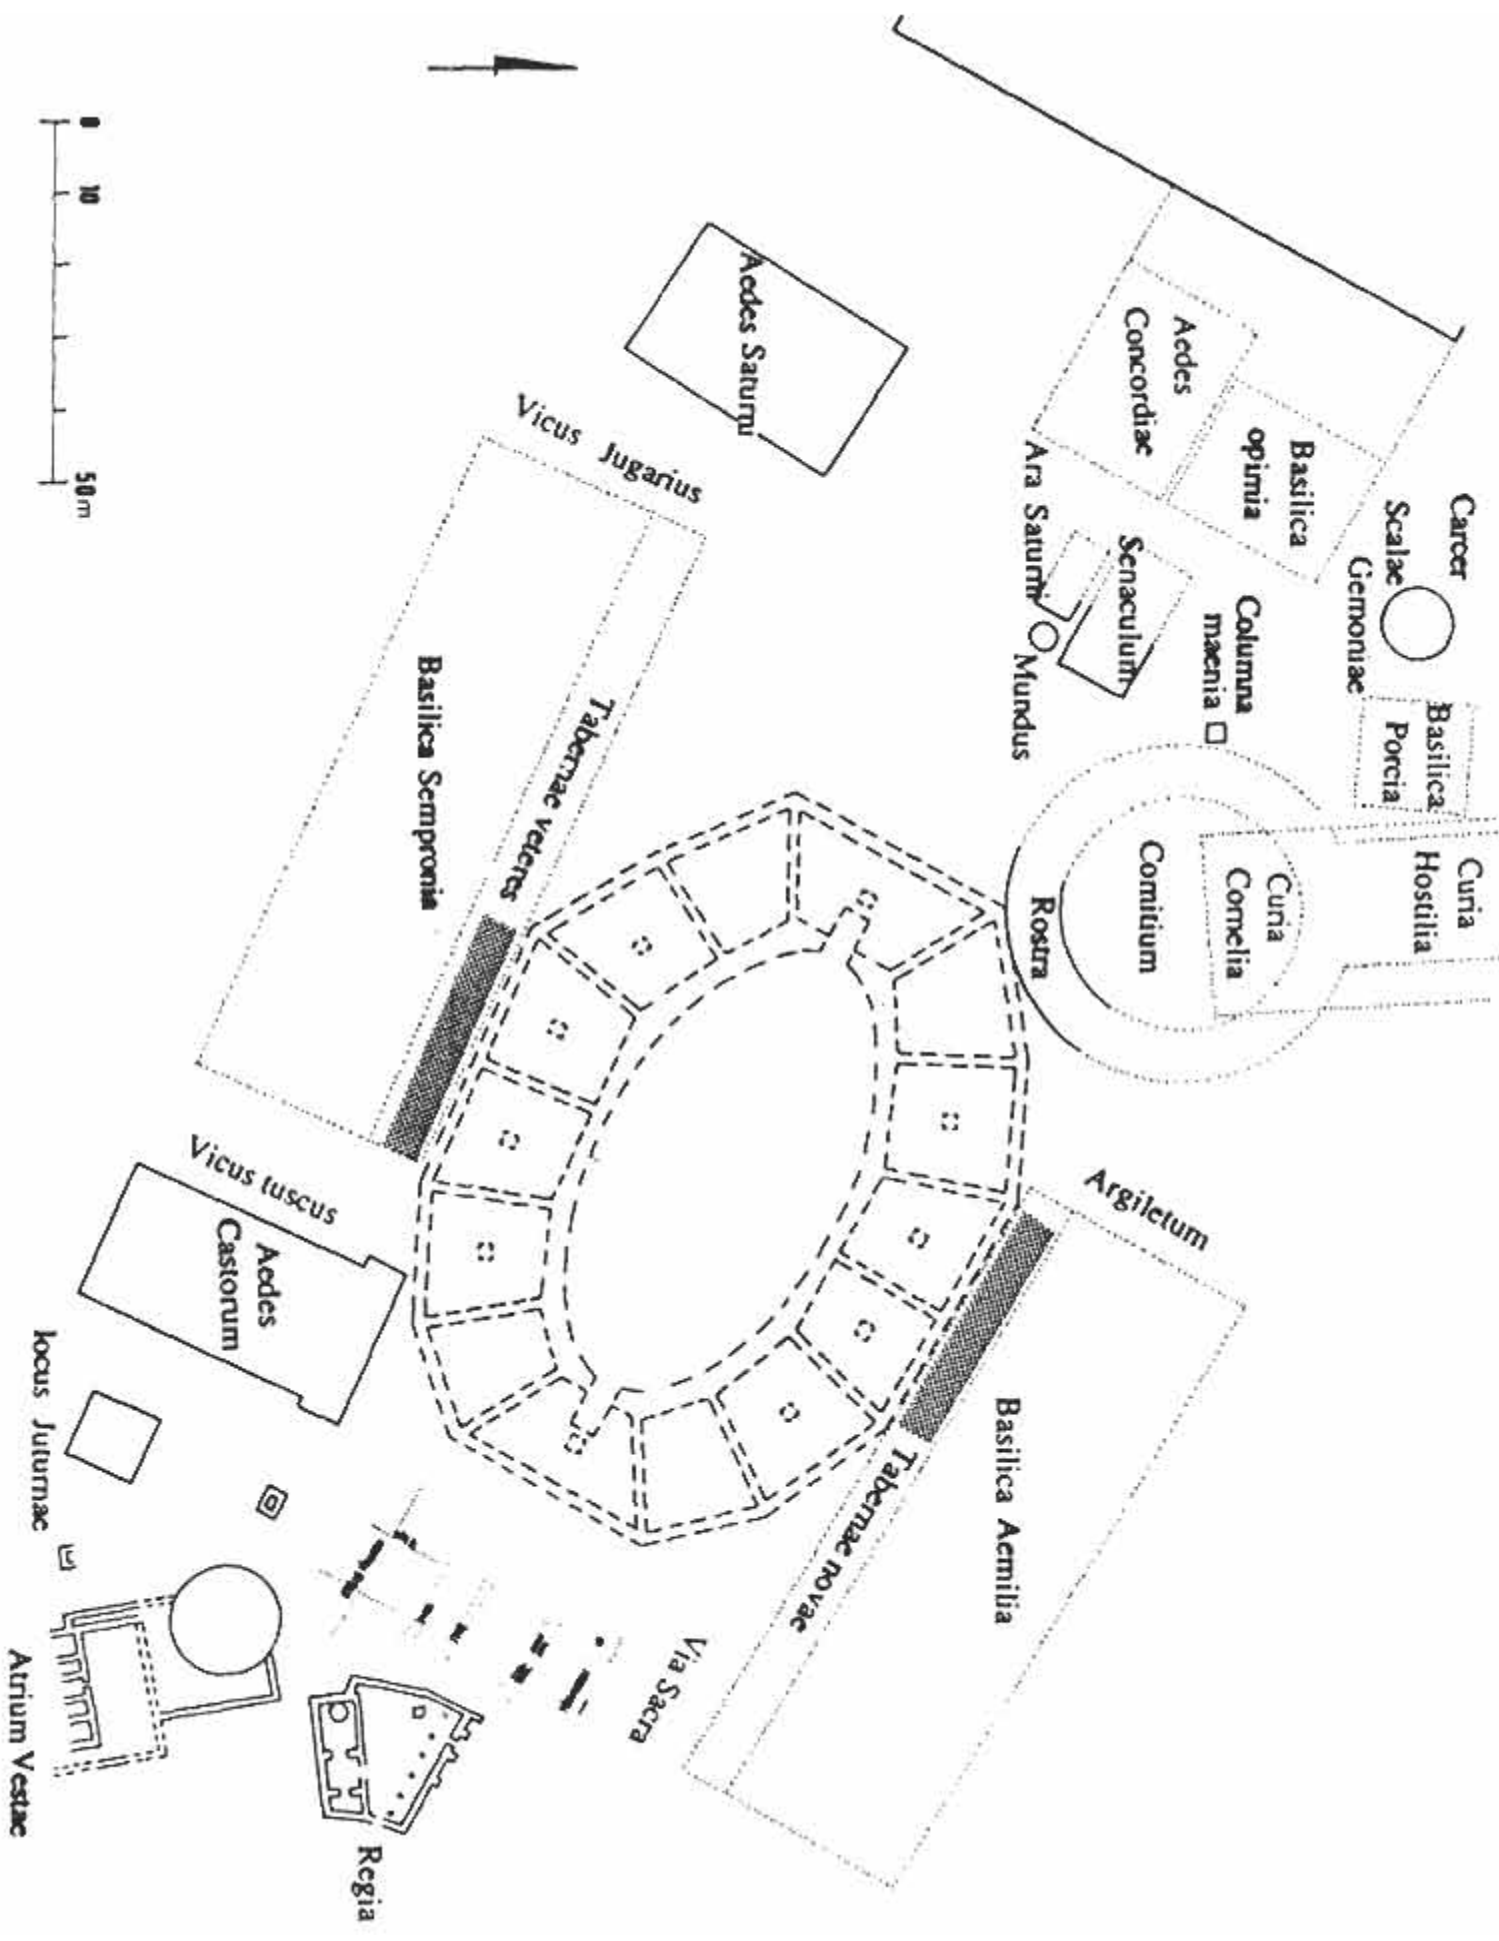 Carcer
Scalae
Gemoniae
Basilica
Porcia
Curia
Hostilia
Curia
Cornelia
Comitium
Rostra
Columna
maenia
Basilica
opimia
Aedes
Concordiae
Senaculum
Ara Saturni
Mundus
Aedes Saturni
Vicus Jugarius
Tabernae veteres
Basilica Sempronia
Argiletum
Basilica Aemilia
Tabernae novae
Via Sacra
Vicus tuscus
Aedes
Castorum
locus Juturnae
Regia
Atrium Vestae
0 10 50m